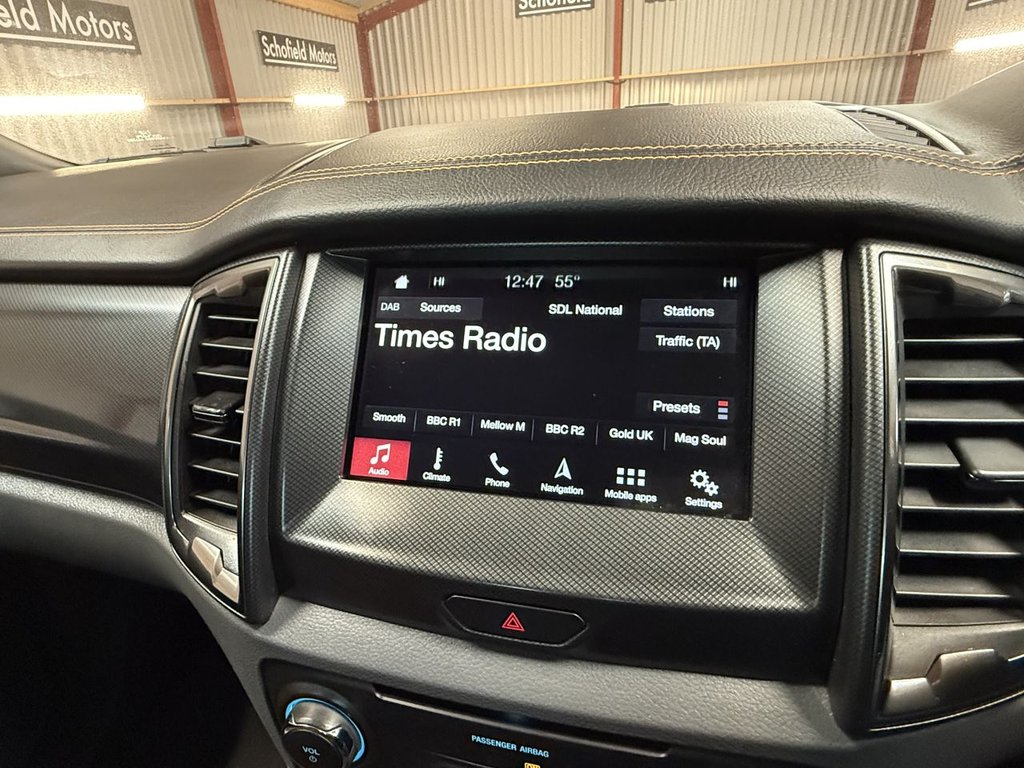 eld Motors
Schofield Motors
Schofield Motors
HI 12:47 55° HI
DAB Sources SDL National Stations
Times Radio
Traffic (TA)
Presets
Smooth BBC R1 Mellow M BBC R2 Gold UK Mag Soul
Audio Climate Phone Navigation Mobile apps Settings
VOL
PASSENGER AIRBAG